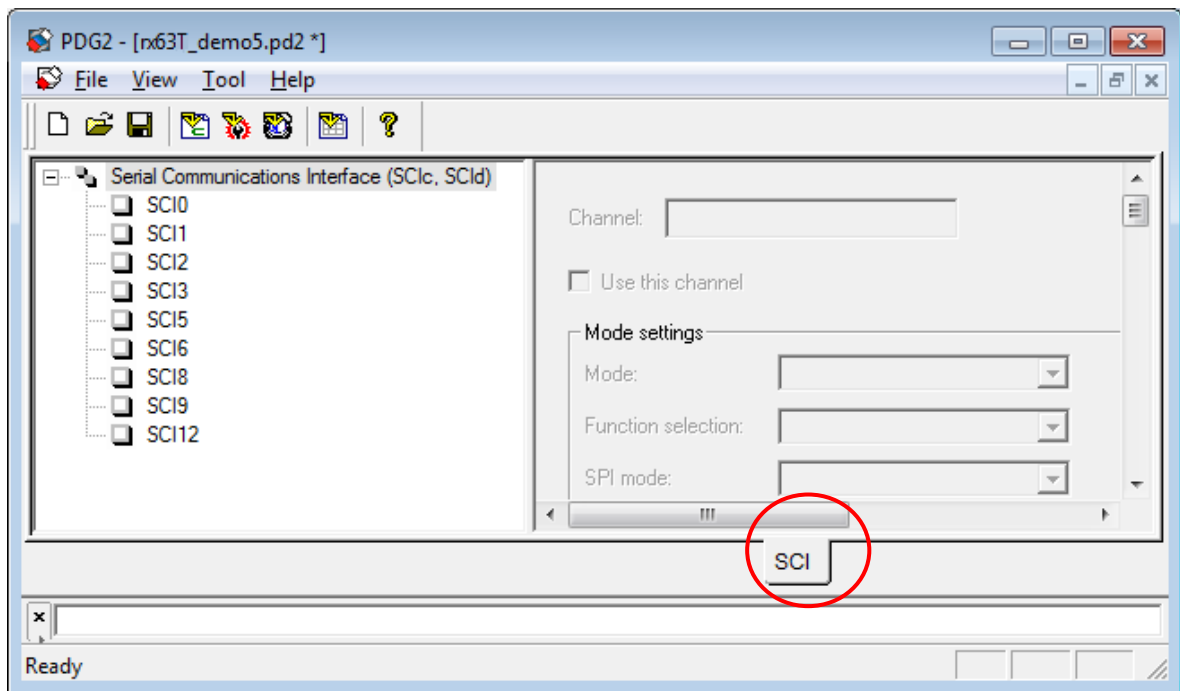 PDG2 - [rx63T_demo5.pd2 *]
File View Tool Help
Serial Communications Interface (SCIc, SCId)
SCI0
SCI1
SCI2
SCI3
SCI5
SCI6
SCI8
SCI9
SCI12
Channel:
Use this channel
Mode settings
Mode:
Function selection:
SPI mode:
SCI
Ready